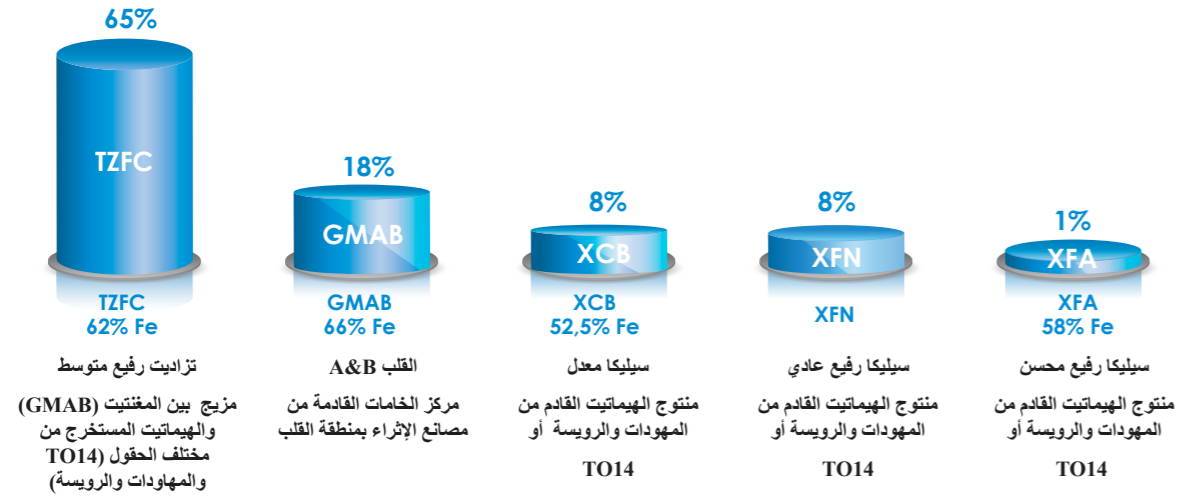 65%
TZFC
TZFC
62% Fe
تزاديت رفيع متوسط
مزيج بين المغنتيت (GMAB)
والهيماتيت المستخرج من
مختلف الحقول (TO14
والمهاودات والرويسة)
18%
GMAB
GMAB
66% Fe
القلب A&B
مركز الخامات القادمة من
مصانع الإثراء بمنطقة القلب
8%
XCB
XCB
52,5% Fe
سيليكا معدل
منتوج الهيماتيت القادم من
المهودات والرويسة أو
TO14
8%
XFN
XFN
سيليكا رفيع عادي
منتوج الهيماتيت القادم من
المهودات والرويسة أو
TO14
1%
XFA
XFA
58% Fe
سيليكا رفيع محسن
منتوج الهيماتيت القادم من
المهودات والرويسة أو
TO14